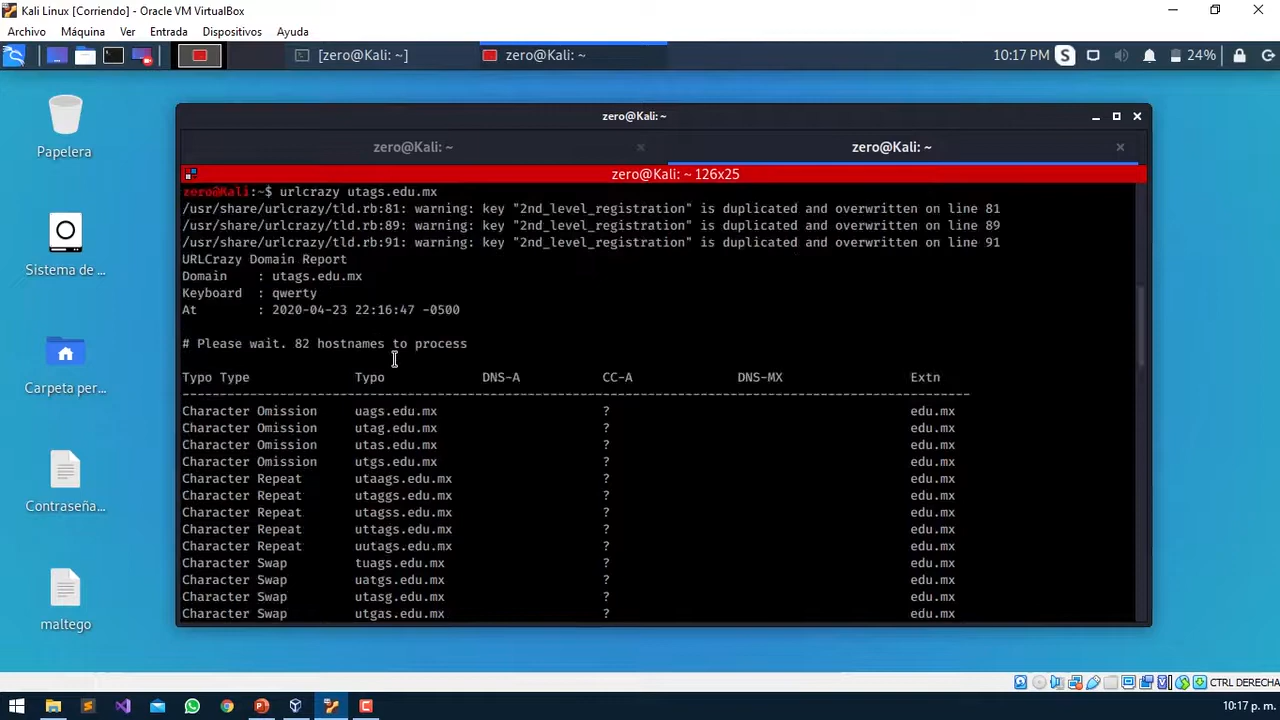 Kali Linux [Corriendo] - Oracle VM VirtualBox
Archivo Máquina Ver Entrada Dispositivos Ayuda
[zero@Kali: ~] zero@Kali: ~ 10:17 PM S 24%
Papelera
Sistema de ...
Carpeta per...
Contraseña...
maltego
zero@Kali: ~
zero@Kali: ~ zero@Kali: ~
zero@Kali: ~ 126x25
zero@Kali:~$ urlcrazy utags.edu.mx
/usr/share/urlcrazy/tld.rb:81: warning: key "2nd_level_registration" is duplicated and overwritten on line 81
/usr/share/urlcrazy/tld.rb:89: warning: key "2nd_level_registration" is duplicated and overwritten on line 89
/usr/share/urlcrazy/tld.rb:91: warning: key "2nd_level_registration" is duplicated and overwritten on line 91
URLCrazy Domain Report
Domain : utags.edu.mx
Keyboard : qwerty
At : 2020-04-23 22:16:47 -0500
# Please wait. 82 hostnames to process
Typo Type Typo DNS-A CC-A DNS-MX Extn
---------------------------------------------------------------------------------------------------------
Character Omission uags.edu.mx ? edu.mx
Character Omission utag.edu.mx ? edu.mx
Character Omission utas.edu.mx ? edu.mx
Character Omission utgs.edu.mx ? edu.mx
Character Repeat utaags.edu.mx ? edu.mx
Character Repeat utaggs.edu.mx ? edu.mx
Character Repeat utagss.edu.mx ? edu.mx
Character Repeat uttags.edu.mx ? edu.mx
Character Repeat uutags.edu.mx ? edu.mx
Character Swap tuags.edu.mx ? edu.mx
Character Swap uatgs.edu.mx ? edu.mx
Character Swap utasg.edu.mx ? edu.mx
Character Swap utgas.edu.mx ? edu.mx
CTRL DERECHA
10:17 p. m.